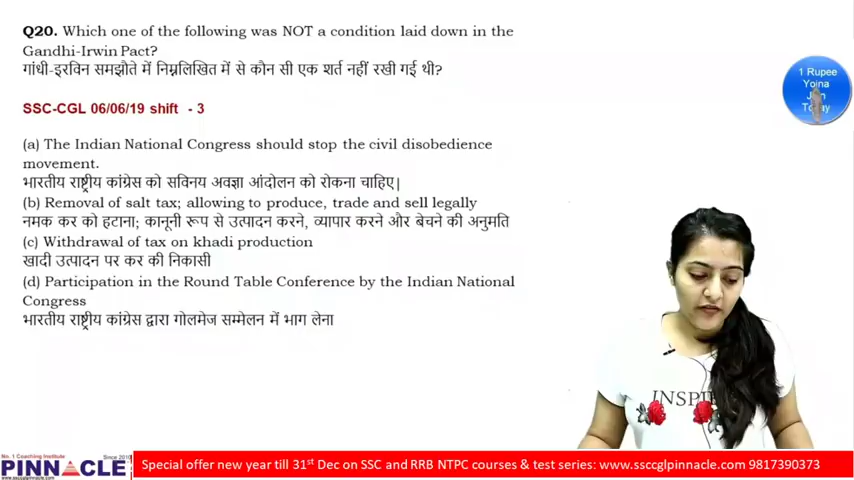 Q20. Which one of the following was NOT a condition laid down in the
Gandhi-Irwin Pact?
गांधी-इरविन समझौते में निम्नलिखित में से कौन सी एक शर्त नहीं रखी गई थी?
SSC-CGL 06/06/19 shift - 3
(a) The Indian National Congress should stop the civil disobedience
movement.
भारतीय राष्ट्रीय कांग्रेस को सविनय अवज्ञा आंदोलन को रोकना चाहिए|
(b) Removal of salt tax; allowing to produce, trade and sell legally
नमक कर को हटाना; कानूनी रूप से उत्पादन करने, व्यापार करने और बेचने की अनुमति
(c) Withdrawal of tax on khadi production
खादी उत्पादन पर कर की निकासी
(d) Participation in the Round Table Conference by the Indian National
Congress
भारतीय राष्ट्रीय कांग्रेस द्वारा गोलमेज सम्मेलन में भाग लेना
1 Rupee
Yojna
Join
Today
INSPI
No. 1 Coaching Institute
Since 2010
PINNACLE
Special offer new year till 31st Dec on SSC and RRB NTPC courses & test series: www.ssccglpinnacle.com 9817390373